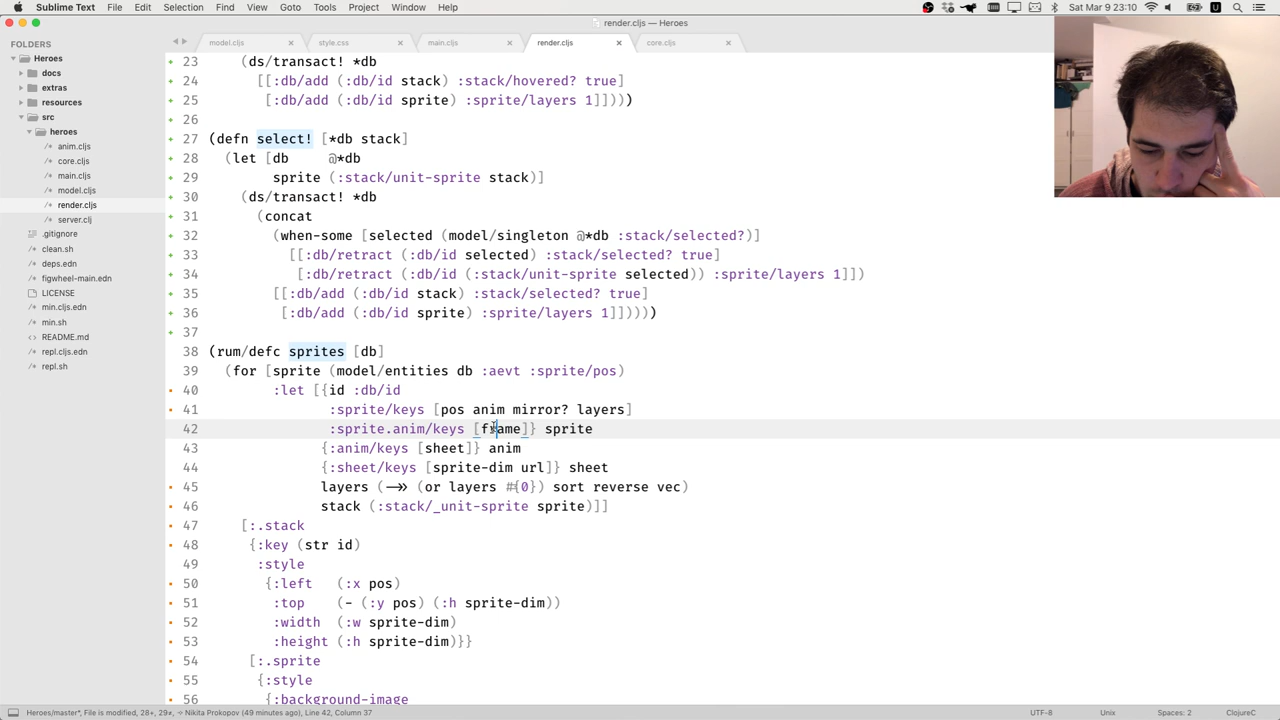 Sublime Text File Edit Selection Find View Goto Tools Project Window Help
Sat Mar 9 23:10
render.cljs — Heroes
FOLDERS
Heroes
docs
extras
resources
src
heroes
anim.cljs
core.cljs
main.cljs
model.cljs
render.cljs
server.clj
.gitignore
clean.sh
deps.edn
figwheel-main.edn
LICENSE
min.cljs.edn
min.sh
README.md
repl.cljs.edn
repl.sh
model.cljs style.css main.cljs render.cljs core.cljs
23 (ds/transact! *db
24 [[:db/add (:db/id stack) :stack/hovered? true]
25 [:db/add (:db/id sprite) :sprite/layers 1]])))
26
27 (defn select! [*db stack]
28 (let [db @*db
29 sprite (:stack/unit-sprite stack)]
30 (ds/transact! *db
31 (concat
32 (when-some [selected (model/singleton @*db :stack/selected?)]
33 [[:db/retract (:db/id selected) :stack/selected? true]
34 [:db/retract (:db/id (:stack/unit-sprite selected)) :sprite/layers 1]])
35 [[:db/add (:db/id stack) :stack/selected? true]
36 [:db/add (:db/id sprite) :sprite/layers 1]]))))
37
38 (rum/defc sprites [db]
39 (for [sprite (model/entities db :aevt :sprite/pos)
40 :let [{id :db/id
41 :sprite/keys [pos anim mirror? layers]
42 :sprite.anim/keys [frame]} sprite
43 {:anim/keys [sheet]} anim
44 {:sheet/keys [sprite-dim url]} sheet
45 layers (->> (or layers #{0}) sort reverse vec)
46 stack (:stack/_unit-sprite sprite)]]
47 [:.stack
48 {:key (str id)
49 :style
50 {:left (:x pos)
51 :top (- (:y pos) (:h sprite-dim))
52 :width (:w sprite-dim)
53 :height (:h sprite-dim)}}
54 [:.sprite
55 {:style
56 {:background-image
Heroes/master*, File is modified, 28+, 29≠, Nikita Prokopov (49 minutes ago), Line 42, Column 37
UTF-8 Unix Spaces: 2 ClojureC